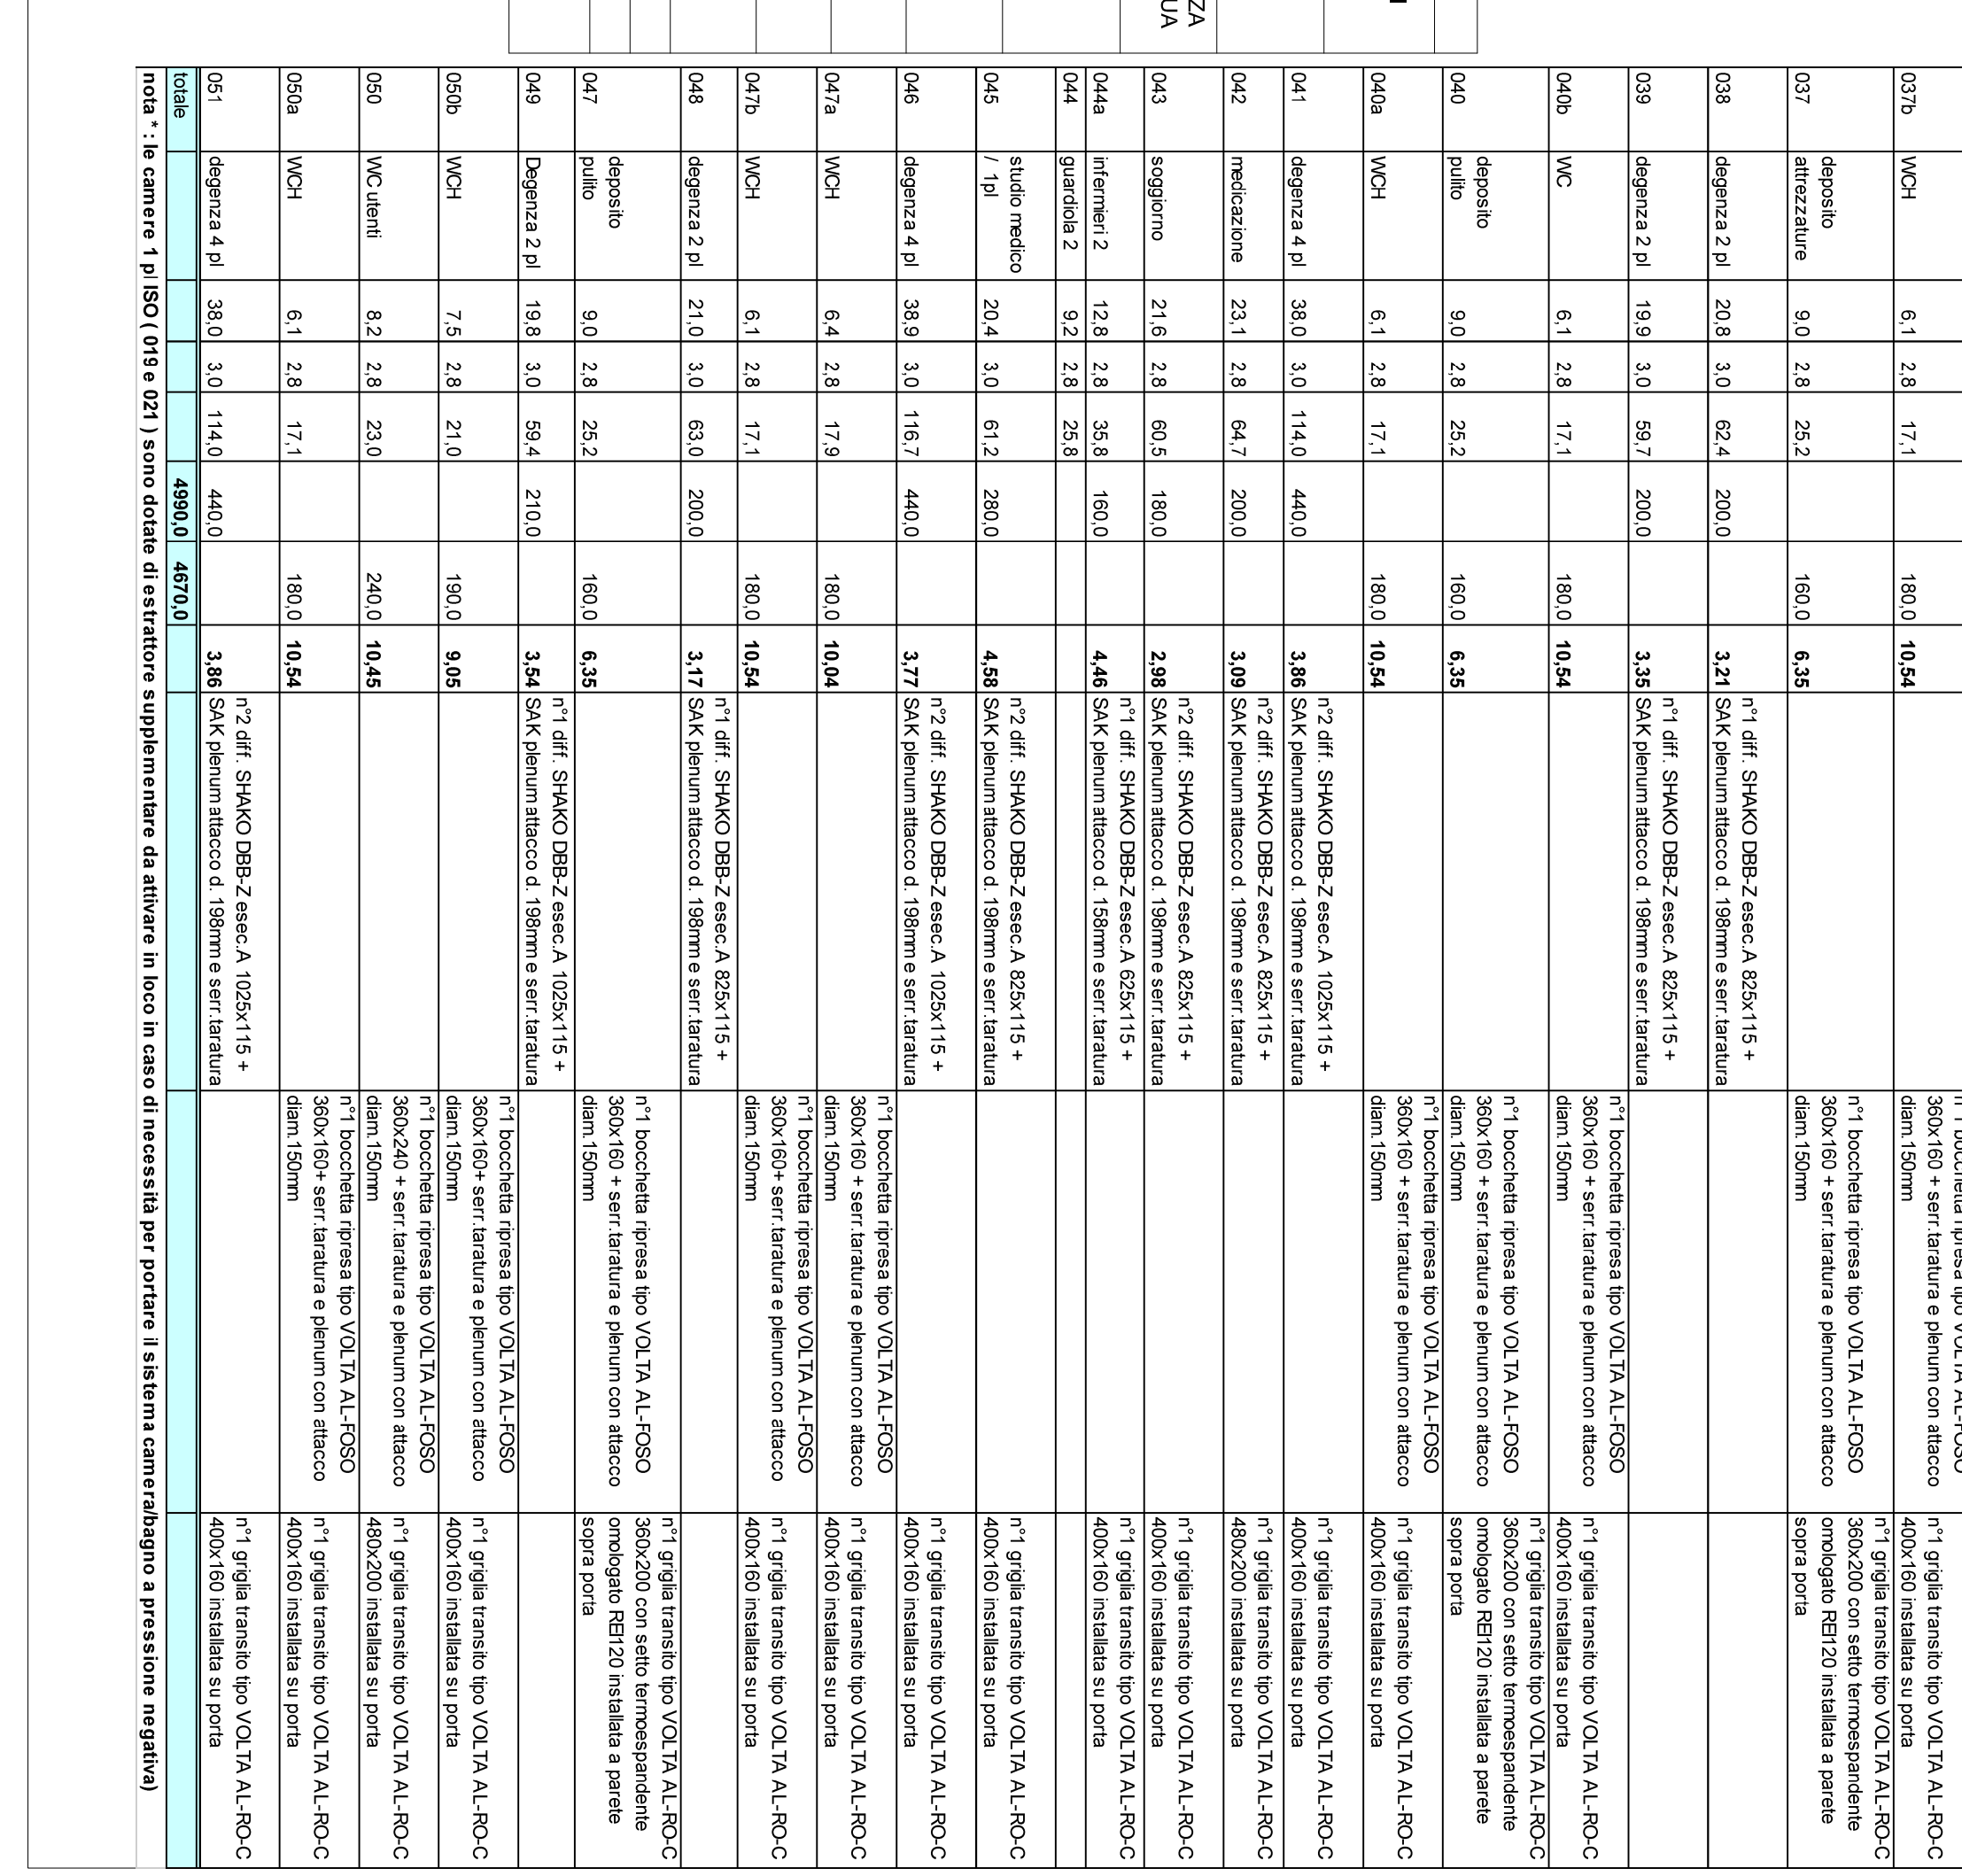 ZA
UA
037b WCH 6,1 2,8 17,1 180,0 10,54
360x160 + serr.taratura e plenum con attacco
diam.150mm
n°1 griglia transito tipo VOLTA AL-RO-C
400x160 installata su porta
037 deposito
attrezzature 9,0 2,8 25,2 160,0 6,35
n°1 bocchetta ripresa tipo VOLTA AL-FOSO
360x160 + serr.taratura e plenum con attacco
diam.150mm
n°1 griglia transito tipo VOLTA AL-RO-C
360x200 con setto termoespandente
omologato REI120 installata a parete
sopra porta
038 degenza 2 pl 20,8 3,0 62,4 200,0 3,21
n°1 diff. SHAKO DBB-Z esec.A 825x115 +
SAK plenum attacco d. 198mm e serr.taratura
039 degenza 2 pl 19,9 3,0 59,7 200,0 3,35
n°1 diff. SHAKO DBB-Z esec.A 825x115 +
SAK plenum attacco d. 198mm e serr.taratura
040b WC 6,1 2,8 17,1 180,0 10,54
n°1 bocchetta ripresa tipo VOLTA AL-FOSO
360x160 + serr.taratura e plenum con attacco
diam.150mm
n°1 griglia transito tipo VOLTA AL-RO-C
400x160 installata su porta
040 deposito
pulito 9,0 2,8 25,2 160,0 6,35
n°1 bocchetta ripresa tipo VOLTA AL-FOSO
360x160 + serr.taratura e plenum con attacco
diam.150mm
n°1 griglia transito tipo VOLTA AL-RO-C
360x200 con setto termoespandente
omologato REI120 installata a parete
sopra porta
040a WCH 6,1 2,8 17,1 180,0 10,54
n°1 bocchetta ripresa tipo VOLTA AL-FOSO
360x160 + serr.taratura e plenum con attacco
diam.150mm
n°1 griglia transito tipo VOLTA AL-RO-C
400x160 installata su porta
041 degenza 4 pl 38,0 3,0 114,0 440,0 3,86
n°2 diff. SHAKO DBB-Z esec.A 1025x115 +
SAK plenum attacco d. 198mm e serr.taratura
n°1 griglia transito tipo VOLTA AL-RO-C
400x160 installata su porta
042 medicazione 23,1 2,8 64,7 200,0 3,09
n°2 diff. SHAKO DBB-Z esec.A 825x115 +
SAK plenum attacco d. 198mm e serr.taratura
n°1 griglia transito tipo VOLTA AL-RO-C
480x200 installata su porta
043 soggiorno 21,6 2,8 60,5 180,0 2,98
n°2 diff. SHAKO DBB-Z esec.A 825x115 +
SAK plenum attacco d. 198mm e serr.taratura
n°1 griglia transito tipo VOLTA AL-RO-C
400x160 installata su porta
044a infermieri 2 12,8 2,8 35,8 160,0 4,46
n°1 diff. SHAKO DBB-Z esec.A 625x115 +
SAK plenum attacco d. 158mm e serr.taratura
n°1 griglia transito tipo VOLTA AL-RO-C
400x160 installata su porta
044 guardiola 2 9,2 2,8 25,8
045 studio medico
/ 1pl 20,4 3,0 61,2 280,0 4,58
n°2 diff. SHAKO DBB-Z esec.A 825x115 +
SAK plenum attacco d. 198mm e serr.taratura
n°1 griglia transito tipo VOLTA AL-RO-C
400x160 installata su porta
046 degenza 4 pl 38,9 3,0 116,7 440,0 3,77
n°2 diff. SHAKO DBB-Z esec.A 1025x115 +
SAK plenum attacco d. 198mm e serr.taratura
n°1 griglia transito tipo VOLTA AL-RO-C
400x160 installata su porta
047a WCH 6,4 2,8 17,9 180,0 10,04
n°1 bocchetta ripresa tipo VOLTA AL-FOSO
360x160 + serr.taratura e plenum con attacco
diam.150mm
n°1 griglia transito tipo VOLTA AL-RO-C
400x160 installata su porta
047b WCH 6,1 2,8 17,1 180,0 10,54
n°1 bocchetta ripresa tipo VOLTA AL-FOSO
360x160+ serr.taratura e plenum con attacco
diam.150mm
n°1 griglia transito tipo VOLTA AL-RO-C
400x160 installata su porta
048 degenza 2 pl 21,0 3,0 63,0 200,0 3,17
n°1 diff. SHAKO DBB-Z esec.A 825x115 +
SAK plenum attacco d. 198mm e serr.taratura
047 deposito
pulito 9,0 2,8 25,2 160,0 6,35
n°1 bocchetta ripresa tipo VOLTA AL-FOSO
360x160 + serr.taratura e plenum con attacco
diam.150mm
n°1 griglia transito tipo VOLTA AL-RO-C
360x200 con setto termoespandente
omologato REI120 installata a parete
sopra porta
049 Degenza 2 pl 19,8 3,0 59,4 210,0 3,54
n°1 diff. SHAKO DBB-Z esec.A 1025x115 +
SAK plenum attacco d. 198mm e serr.taratura
050b WCH 7,5 2,8 21,0 190,0 9,05
n°1 bocchetta ripresa tipo VOLTA AL-FOSO
360x160+ serr.taratura e plenum con attacco
diam.150mm
n°1 griglia transito tipo VOLTA AL-RO-C
400x160 installata su porta
050 WC utenti 8,2 2,8 23,0 240,0 10,45
n°1 bocchetta ripresa tipo VOLTA AL-FOSO
360x240 + serr.taratura e plenum con attacco
diam.150mm
n°1 griglia transito tipo VOLTA AL-RO-C
480x200 installata su porta
050a WCH 6,1 2,8 17,1 180,0 10,54
n°1 bocchetta ripresa tipo VOLTA AL-FOSO
360x160+ serr.taratura e plenum con attacco
diam.150mm
n°1 griglia transito tipo VOLTA AL-RO-C
400x160 installata su porta
051 degenza 4 pl 38,0 3,0 114,0 440,0 3,86
n°2 diff. SHAKO DBB-Z esec.A 1025x115 +
SAK plenum attacco d. 198mm e serr.taratura
n°1 griglia transito tipo VOLTA AL-RO-C
400x160 installata su porta
totale 4990,0 4670,0
nota * : le camere 1 pl ISO ( 019 e 021 ) sono dotate di estrattore supplementare da attivare in loco in caso di necessità per portare il sistema camera/bagno a pressione negativa)